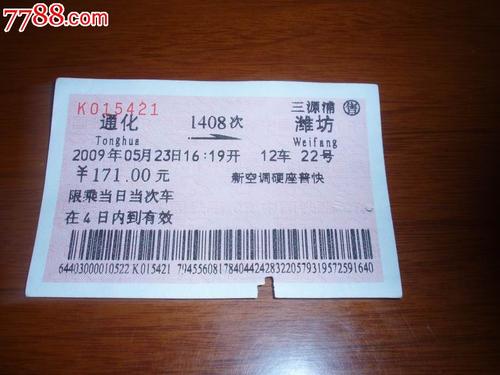 7788.com
K015421
三源浦 售
通化 1408次 潍坊
Tonghua Weifang
2009年05月23日16:19开 12车 22号
￥171.00元 新空调硬座普快
限乘当日当次车
在4日内到有效
64403000010522 K015421 79455608178404424283220579319572591640